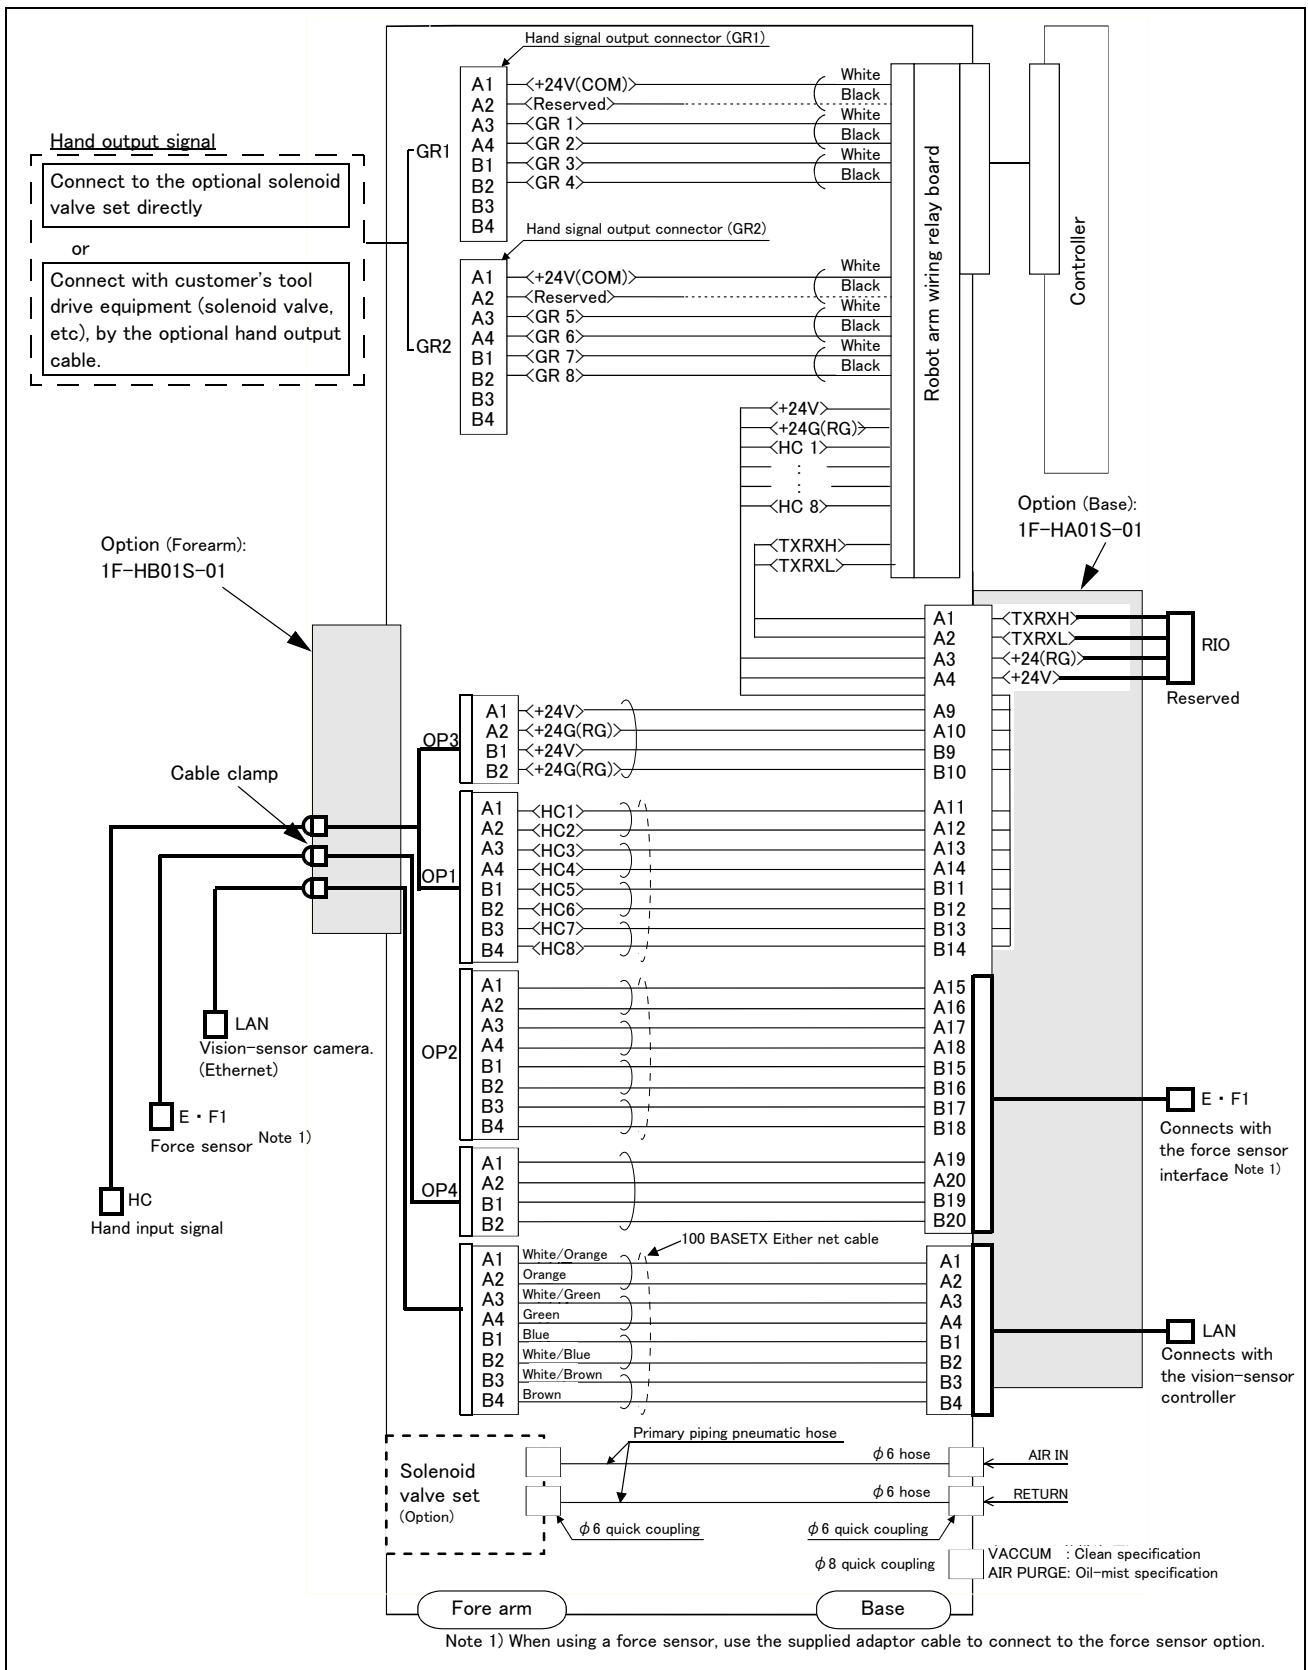 Hand signal output connector (GR1)
A1 <+24V(COM)> White
A2 <Reserved> Black
A3 <GR 1> White
A4 <GR 2> Black
B1 <GR 3> White
B2 <GR 4> Black
B3
B4
GR1
Hand output signal
Connect to the optional solenoid
valve set directly
or
Connect with customer's tool
drive equipment (solenoid valve,
etc), by the optional hand output
cable.
Hand signal output connector (GR2)
A1 <+24V(COM)> White
A2 <Reserved> Black
A3 <GR 5> White
A4 <GR 6> Black
B1 <GR 7> White
B2 <GR 8> Black
B3
B4
GR2
Robot arm wiring relay board
Controller
<+24V>
<+24G(RG)>
<HC 1>
:
:
<HC 8>
<TXRXH>
<TXRXL>
Option (Base):
1F-HA01S-01
Option (Forearm):
1F-HB01S-01
A1 <TXRXH>
A2 <TXRXL>
A3 <+24(RG)>
A4 <+24V>
RIO
Reserved
OP3
A1 <+24V> A9
A2 <+24G(RG)> A10
B1 <+24V> B9
B2 <+24G(RG)> B10
Cable clamp
OP1
A1 <HC1> A11
A2 <HC2> A12
A3 <HC3> A13
A4 <HC4> A14
B1 <HC5> B11
B2 <HC6> B12
B3 <HC7> B13
B4 <HC8> B14
OP2
A1 A15
A2 A16
A3 A17
A4 A18
B1 B15
B2 B16
B3 B17
B4 B18
LAN
Vision-sensor camera.
(Ethernet)
E・F1
Force sensor Note 1)
HC
Hand input signal
E・F1
Connects with
the force sensor
interface Note 1)
OP4
A1 A19
A2 A20
B1 B19
B2 B20
100 BASETX Either net cable
A1 White/Orange A1
A2 Orange A2
A3 White/Green A3
A4 Green A4
B1 Blue B1
B2 White/Blue B2
B3 White/Brown B3
B4 Brown B4
LAN
Connects with
the vision-sensor
controller
Primary piping pneumatic hose
Solenoid
valve set
(Option)
φ6 hose AIR IN
φ6 hose RETURN
φ6 quick coupling φ6 quick coupling
φ8 quick coupling
VACCUM : Clean specification
AIR PURGE: Oil-mist specification
Fore arm Base
Note 1) When using a force sensor, use the supplied adaptor cable to connect to the force sensor option.